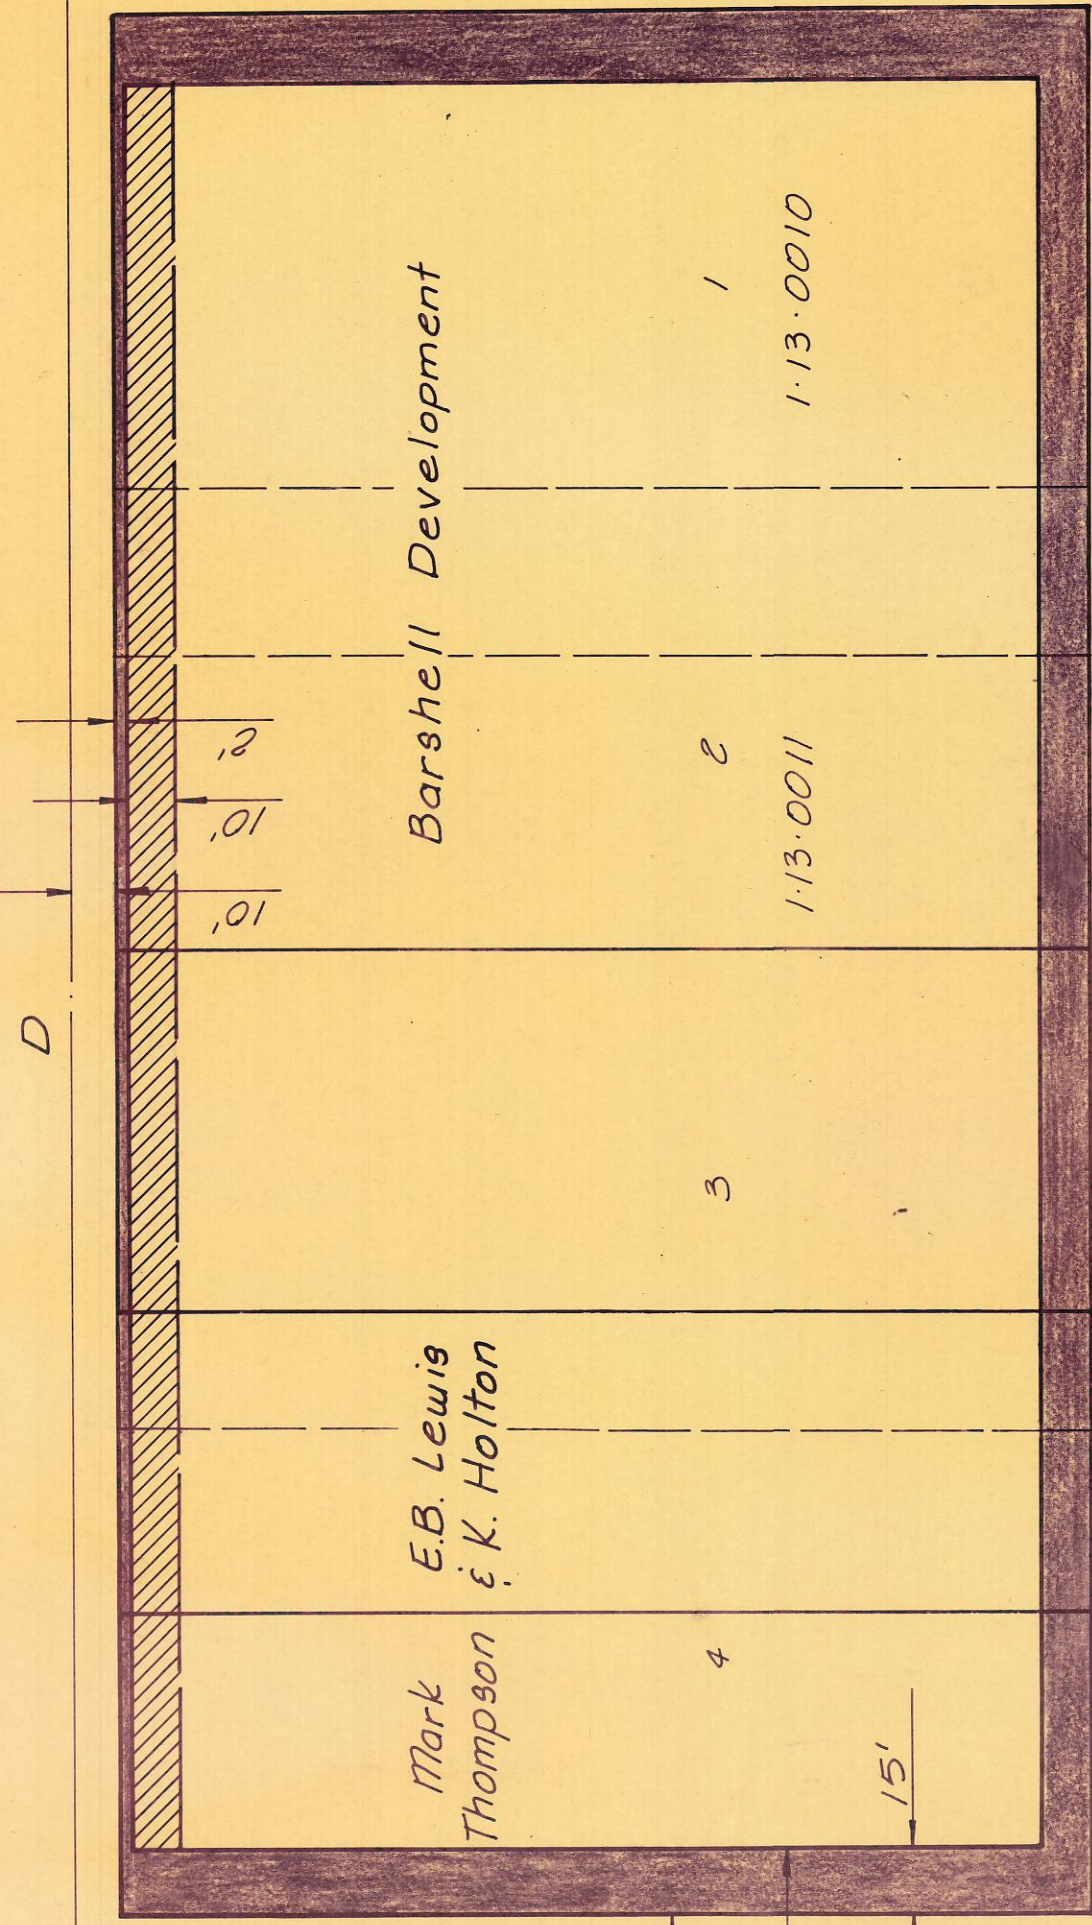 D
2'
10'
10'
Mark
Thompson
E.B. Lewis
& K. Holton
Barshell Development
4
3
2
1
1·13·0011
1·13·0010
15'